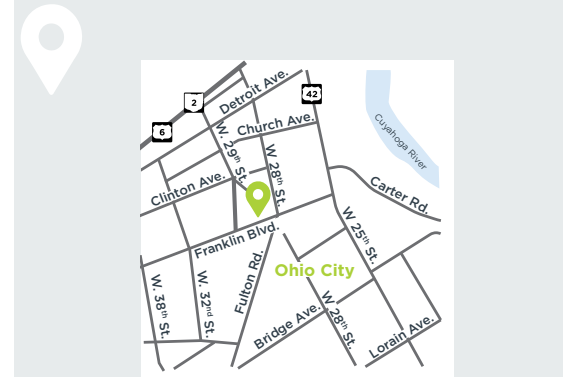 Detroit Ave.
2
42
Church Ave.
6
W. 29th St.
W 28th St.
Cuyahoga River
Clinton Ave.
Carter Rd.
W 25th St.
Franklin Blvd.
Fulton Rd.
Ohio City
W. 38th St.
W. 32nd St.
W 28th St.
Bridge Ave.
Lorain Ave.